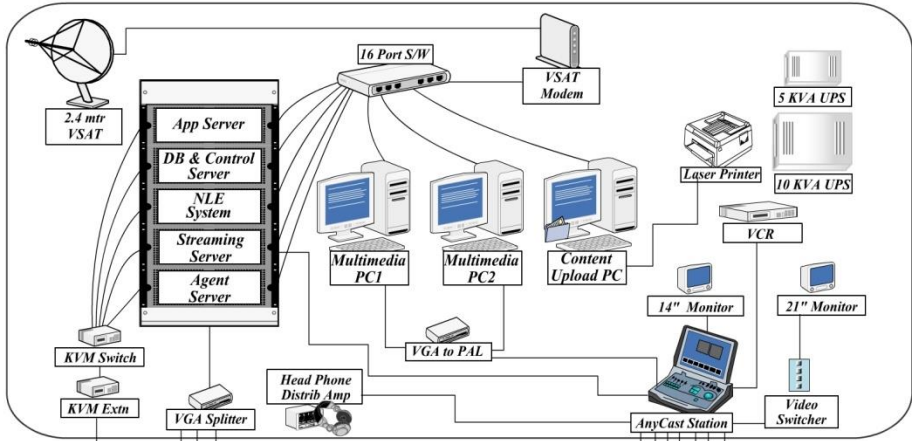 16 Port S/W
VSAT
Modem
5 KVA UPS
2.4 mtr
VSAT
App Server
DB & Control
Server
NLE
System
Streaming
Server
Agent
Server
Laser Printer
10 KVA UPS
VCR
Multimedia
PC1
Multimedia
PC2
Content
Upload PC
14" Monitor
21" Monitor
KVM Switch
VGA to PAL
KVM Extn
VGA Splitter
Head Phone
Distrib Amp
AnyCast Station
Video
Switcher